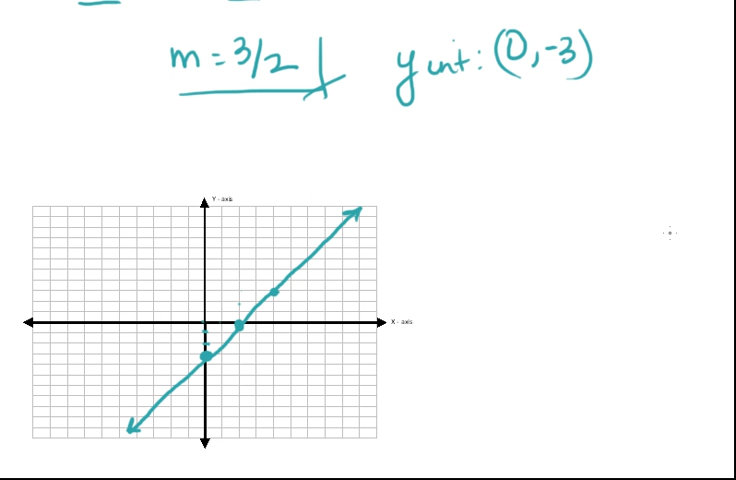 m = 3/2 y int: (0, -3)
Y - axis
X - axis